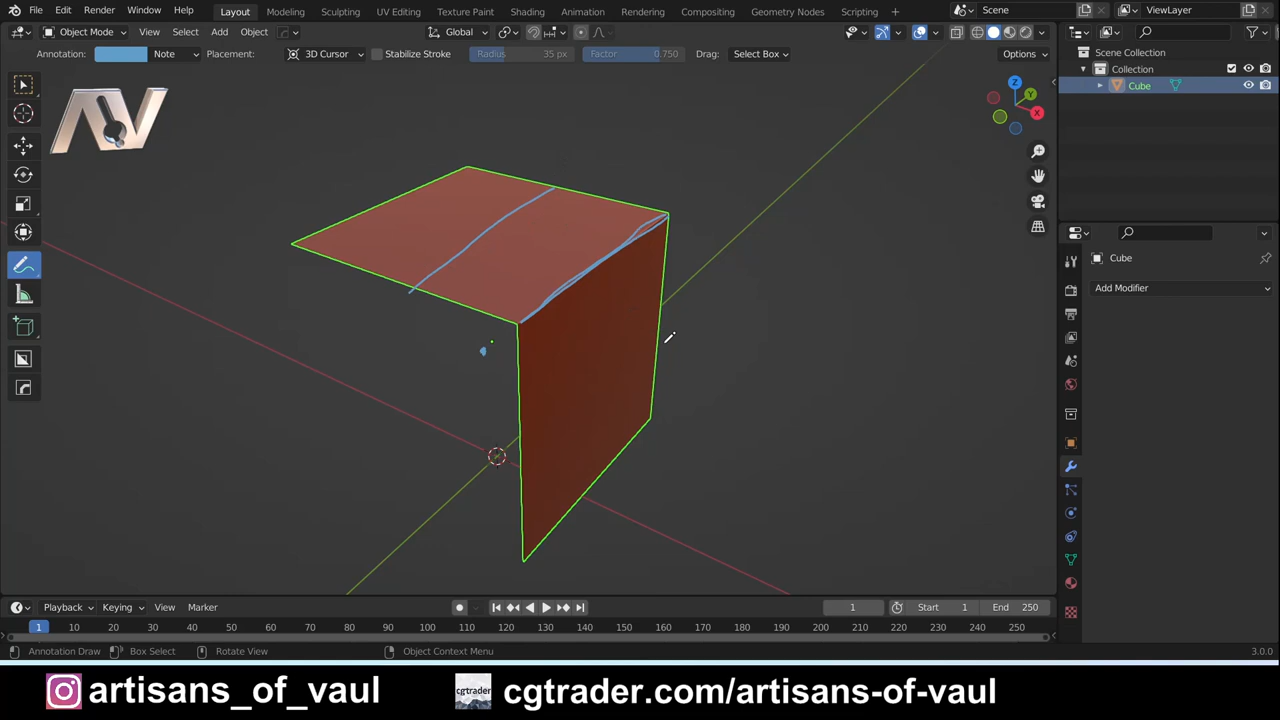 File Edit Render Window Help Layout Modeling Sculpting UV Editing Texture Paint Shading Animation Rendering Compositing Geometry Nodes Scripting + Scene ViewLayer
Object Mode View Select Add Object Global Options
Annotation: Note Placement: 3D Cursor Stabilize Stroke Radius 35 px Factor 0.750 Drag: Select Box
Scene Collection
Collection
Cube
AV
Z
Y
X
Cube
Add Modifier
Playback Keying View Marker 1 Start 1 End 250
1 10 20 30 40 50 60 70 80 90 100 110 120 130 140 150 160 170 180 190 200 210 220 230 240 250
Annotation Draw Box Select Rotate View Object Context Menu 3.0.0
artisans_of_vaul cgtrader cgtrader.com/artisans-of-vaul